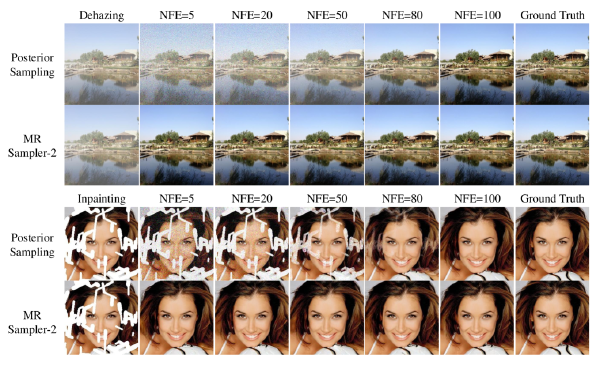 Dehazing NFE=5 NFE=20 NFE=50 NFE=80 NFE=100 Ground Truth
Posterior
Sampling
MR
Sampler-2
Inpainting NFE=5 NFE=20 NFE=50 NFE=80 NFE=100 Ground Truth
Posterior
Sampling
MR
Sampler-2